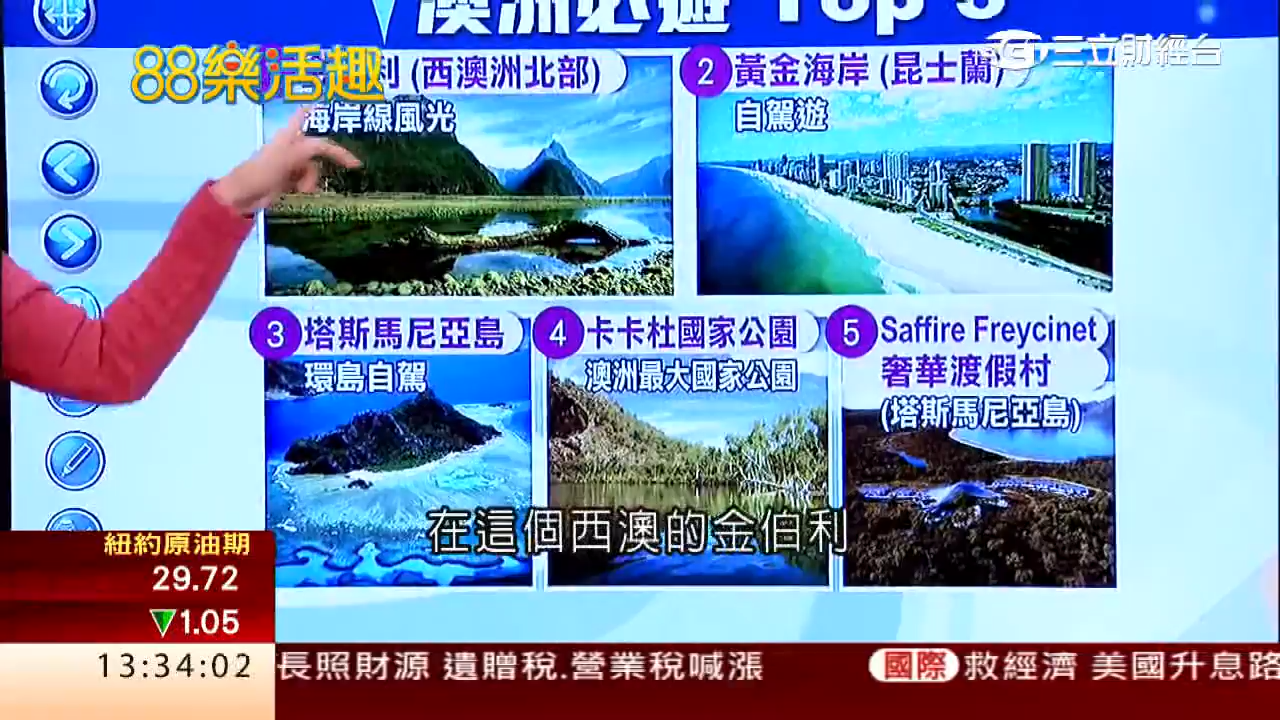 澳洲必遊 Top 5
88樂活趣
三立財經台
利 (西澳洲北部)
海岸線風光
2 黃金海岸 (昆士蘭)
自駕遊
3 塔斯馬尼亞島
環島自駕
4 卡卡杜國家公園
澳洲最大國家公園
5 Saffire Freycinet
奢華渡假村
(塔斯馬尼亞島)
在這個西澳的金伯利
紐約原油期
29.72
▼1.05
13:34:02
長照財源 遺贈稅.營業稅喊漲
國際 救經濟 美國升息路